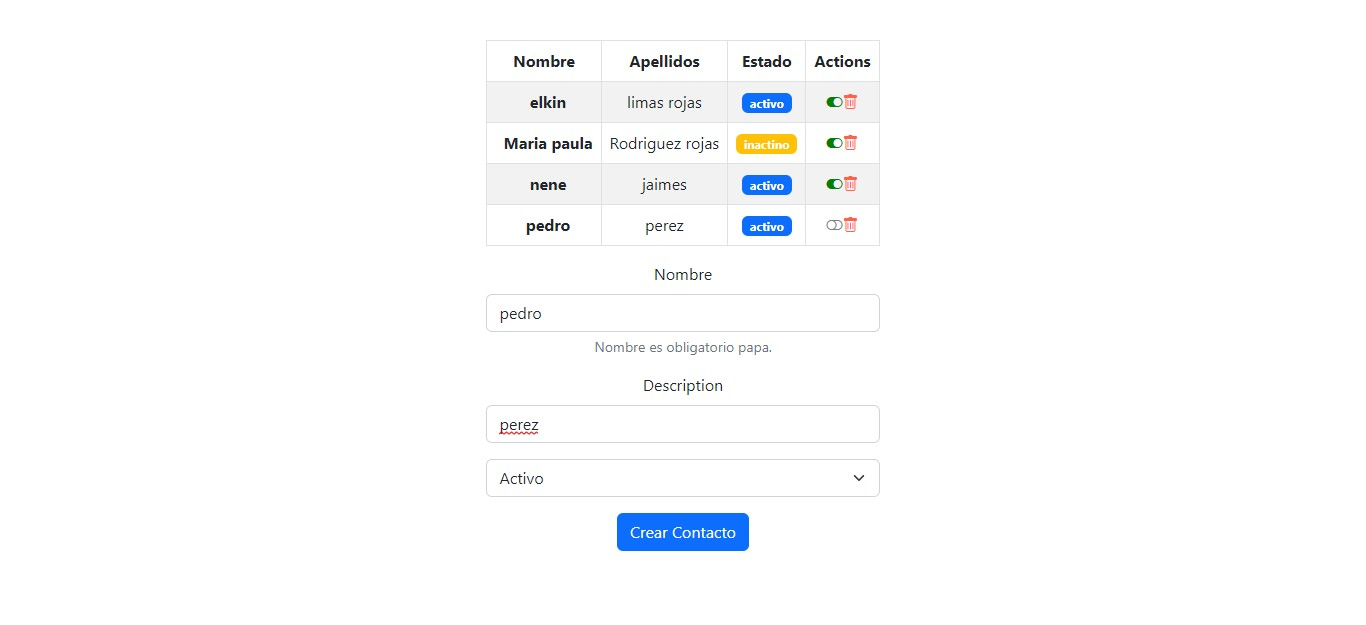 Nombre Apellidos Estado Actions
elkin limas rojas activo
Maria paula Rodriguez rojas inactino
nene jaimes activo
pedro perez activo
Nombre
pedro
Nombre es obligatorio papa.
Description
perez
Activo
Crear Contacto